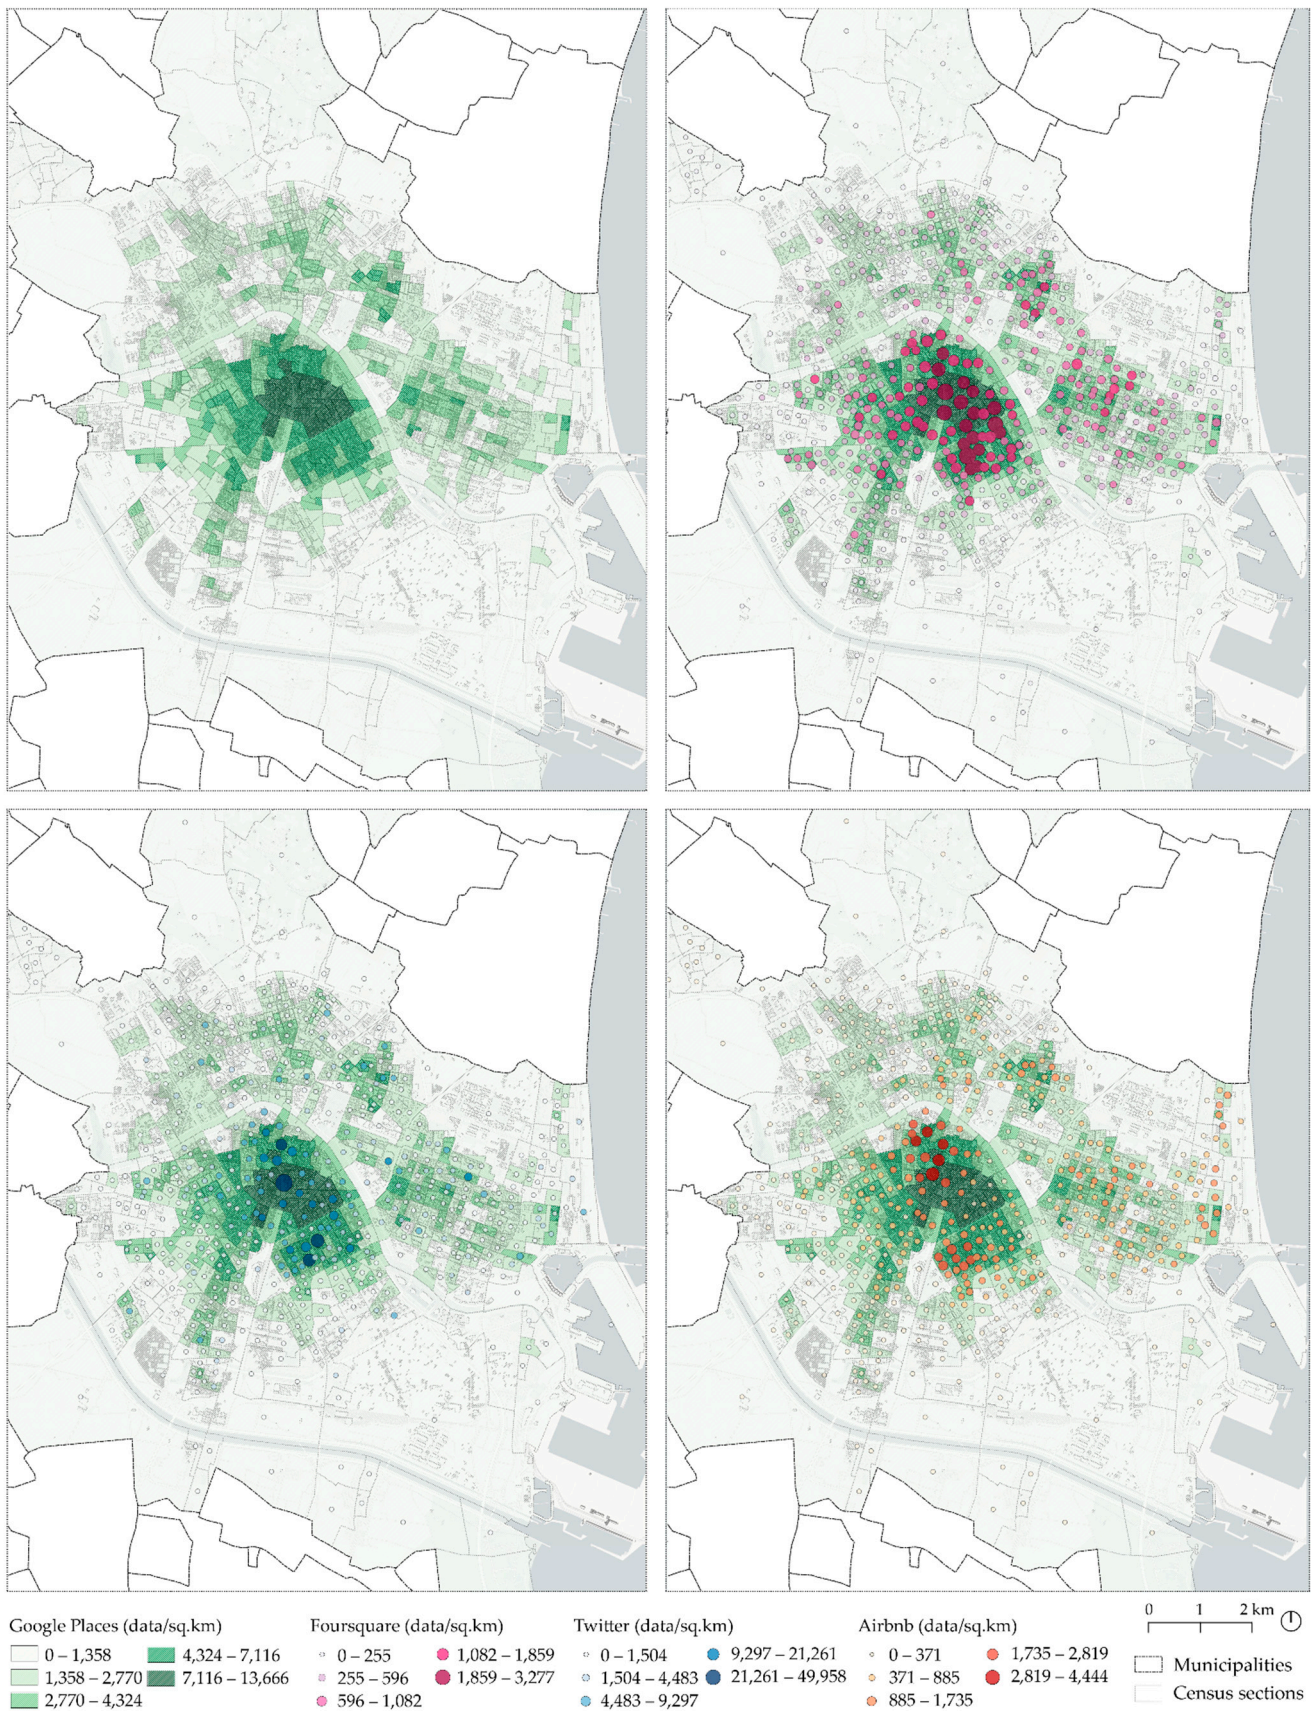 Google Places (data/sq.km)
0 – 1,358
1,358 – 2,770
2,770 – 4,324
4,324 – 7,116
7,116 – 13,666
Foursquare (data/sq.km)
0 – 255
255 – 596
596 – 1,082
1,082 – 1,859
1,859 – 3,277
Twitter (data/sq.km)
0 – 1,504
1,504 – 4,483
4,483 – 9,297
9,297 – 21,261
21,261 – 49,958
Airbnb (data/sq.km)
0 – 371
371 – 885
885 – 1,735
1,735 – 2,819
2,819 – 4,444
0 1 2 km
Municipalities
Census sections